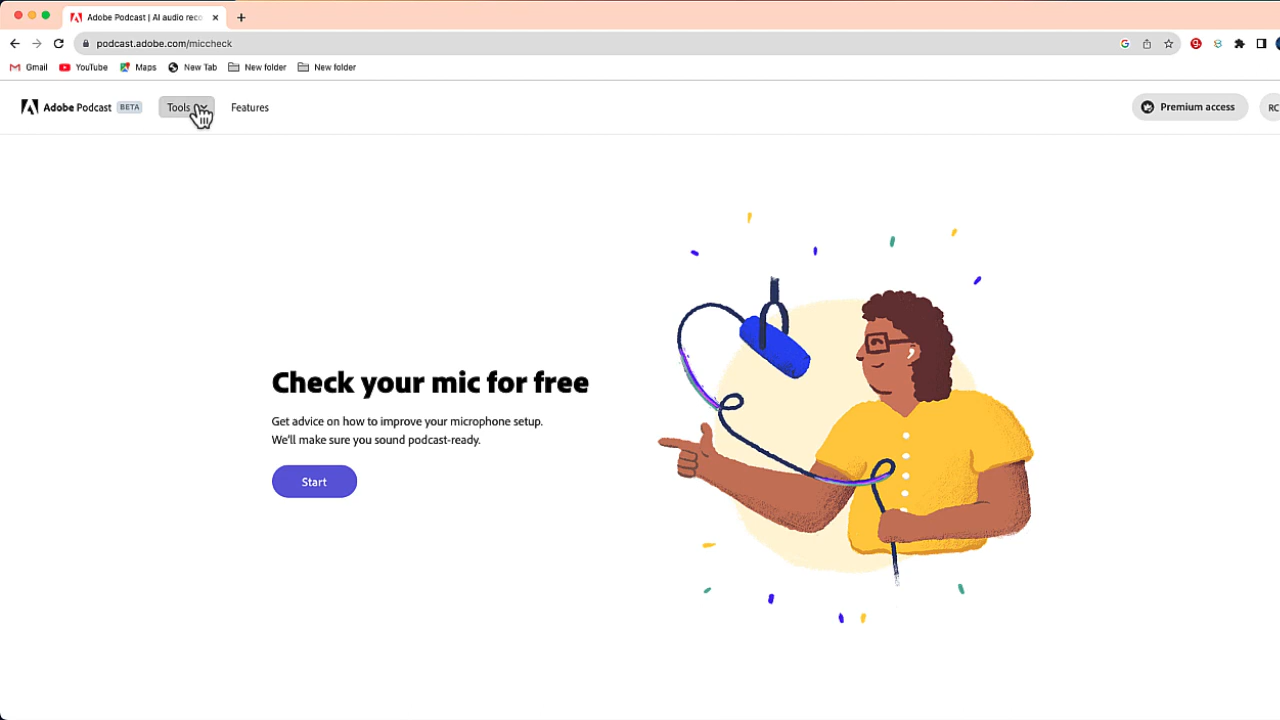 Adobe Podcast | AI audio reco
podcast.adobe.com/miccheck
Gmail YouTube Maps New Tab New folder New folder
Adobe Podcast BETA Tools Features Premium access RC
Check your mic for free
Get advice on how to improve your microphone setup.
We'll make sure you sound podcast-ready.
Start